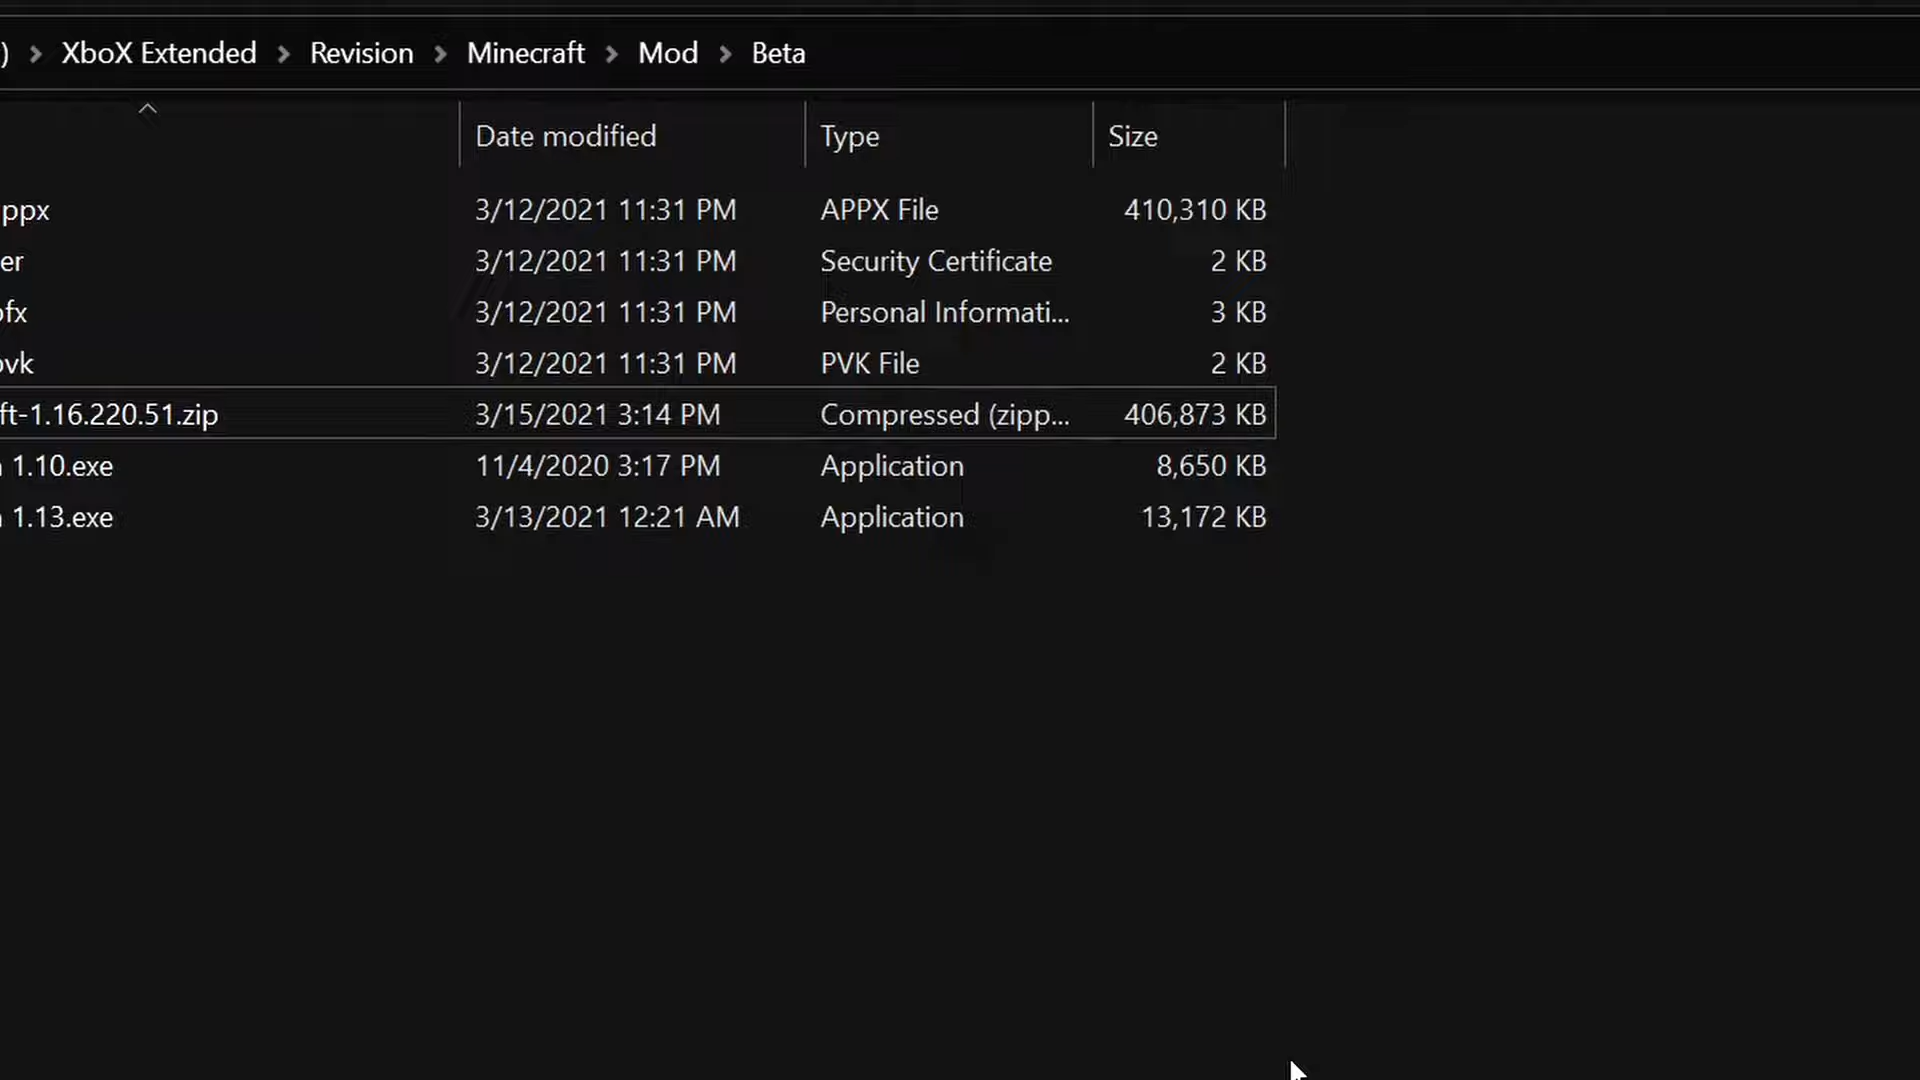 ) > XboX Extended > Revision > Minecraft > Mod > Beta
Date modified Type Size
ppx 3/12/2021 11:31 PM APPX File 410,310 KB
er 3/12/2021 11:31 PM Security Certificate 2 KB
pfx 3/12/2021 11:31 PM Personal Informati... 3 KB
pvk 3/12/2021 11:31 PM PVK File 2 KB
ft-1.16.220.51.zip 3/15/2021 3:14 PM Compressed (zipp... 406,873 KB
1.10.exe 11/4/2020 3:17 PM Application 8,650 KB
1.13.exe 3/13/2021 12:21 AM Application 13,172 KB